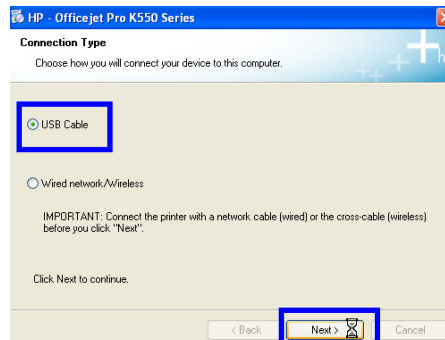 HP - Officejet Pro K550 Series
Connection Type
Choose how you will connect your device to this computer.
USB Cable
Wired network/Wireless
IMPORTANT: Connect the printer with a network cable (wired) or the cross-cable (wireless)
before you click "Next".
Click Next to continue.
< Back
Next >
Cancel